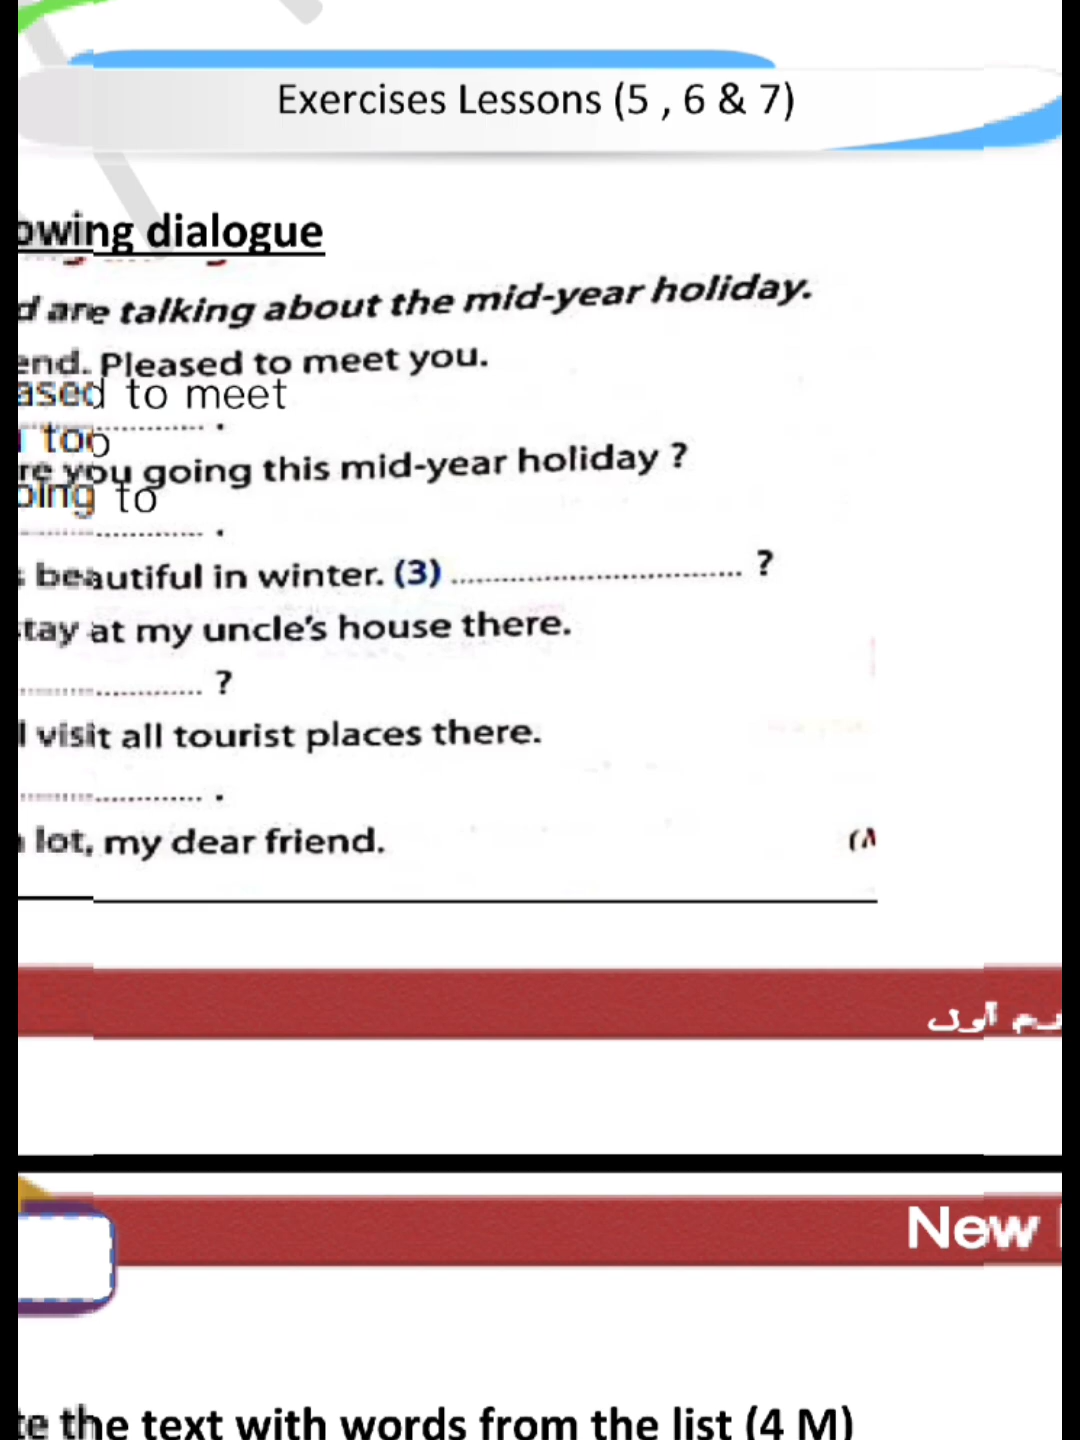 Exercises Lessons (5 , 6 & 7)
owing dialogue
d are talking about the mid-year holiday.
end. Pleased to meet you.
ased to meet
too
re you going this mid-year holiday ?
oing to
beautiful in winter. (3) ........................................ ?
tay at my uncle's house there.
........................ ?
visit all tourist places there.
........................ .
lot, my dear friend.
New
te the text with words from the list (4 M)